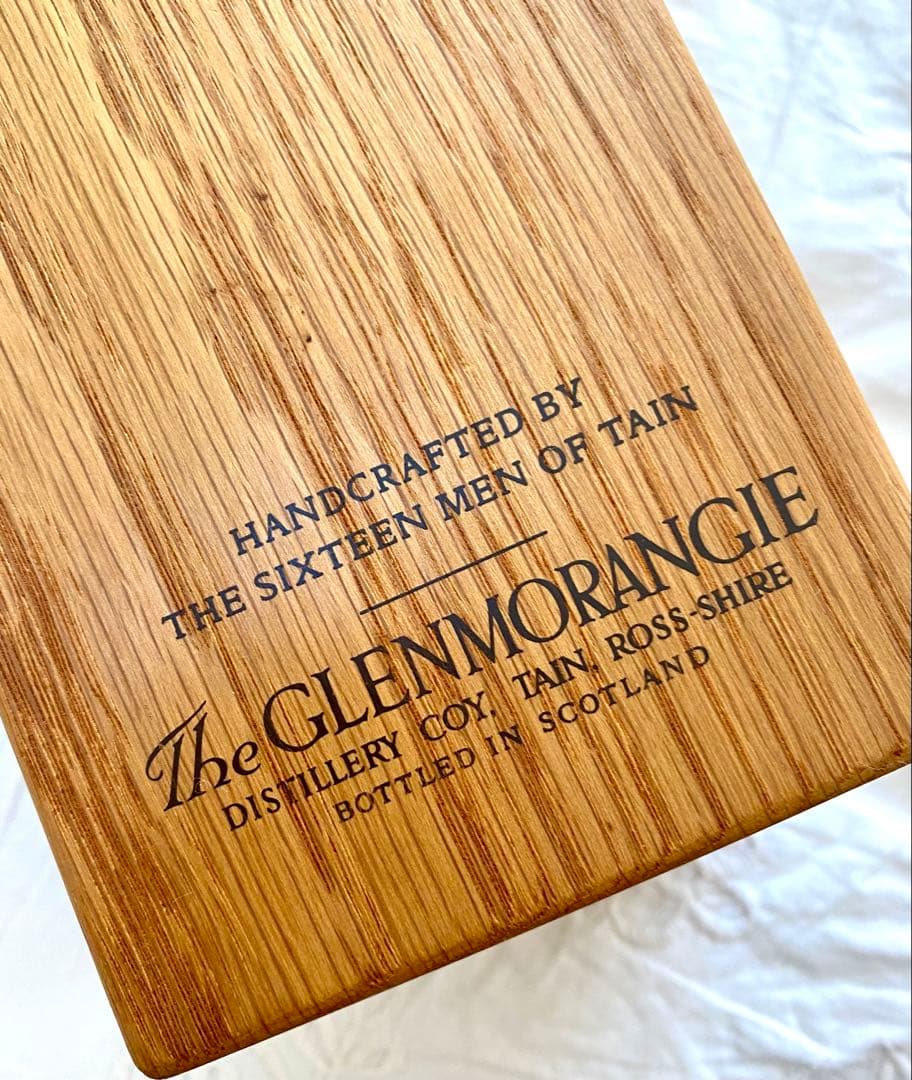 HANDCRAFTED BY
THE SIXTEEN MEN OF TAIN
The GLENMORANGIE
DISTILLERY COY, TAIN, ROSS-SHIRE
BOTTLED IN SCOTLAND